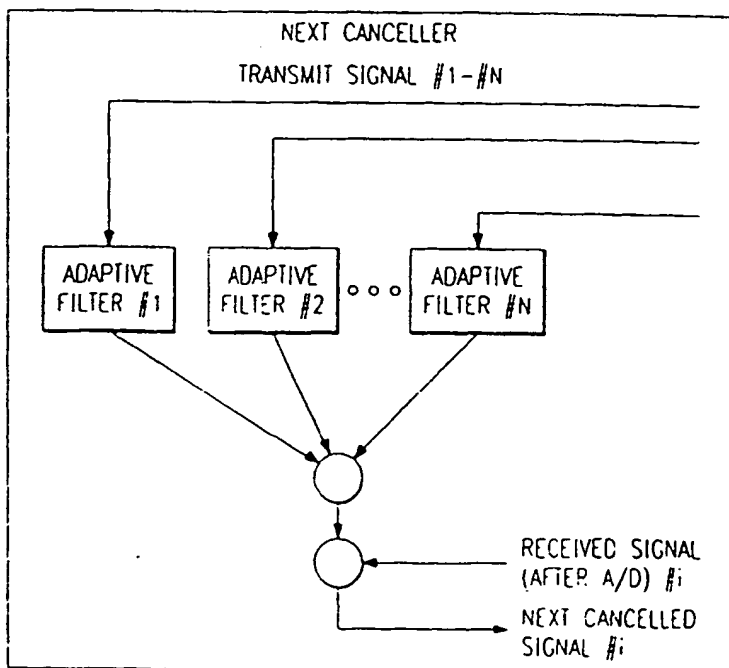 NEXT CANCELLER
TRANSMIT SIGNAL #1-#N
ADAPTIVE
FILTER #1
ADAPTIVE
FILTER #2
ADAPTIVE
FILTER #N
RECEIVED SIGNAL
(AFTER A/D) #i
NEXT CANCELLED
SIGNAL #i